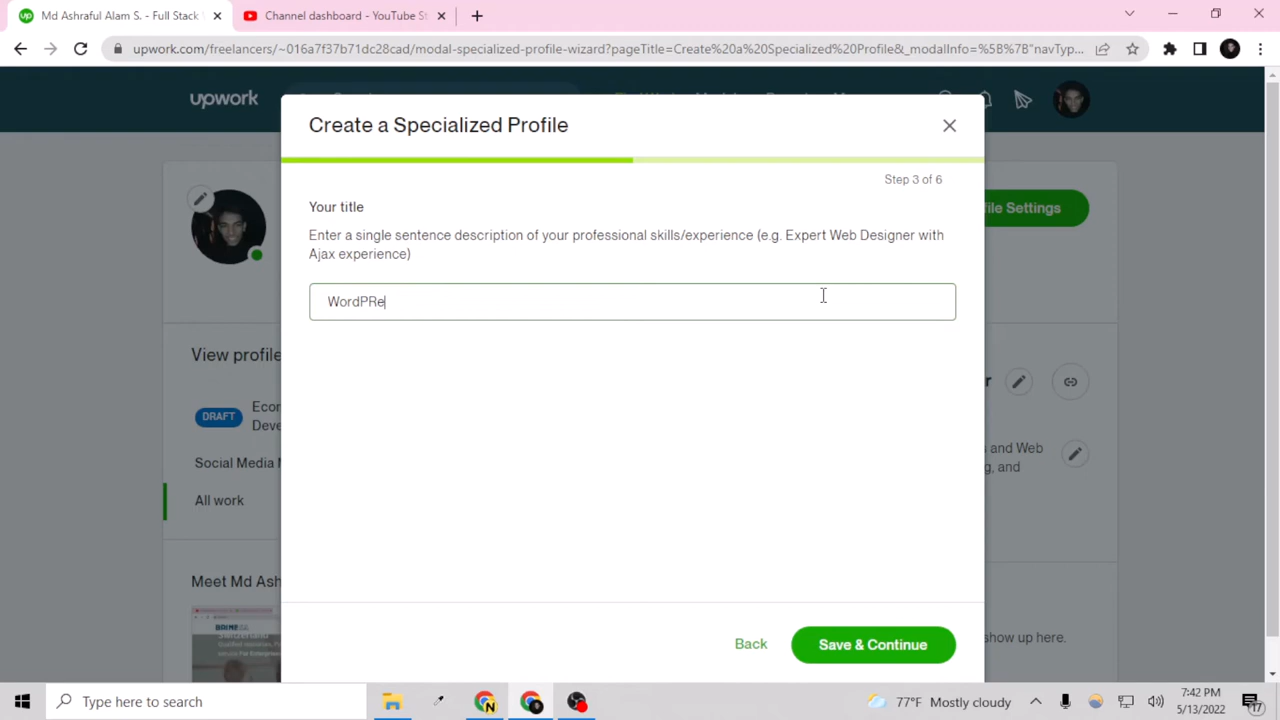 Md Ashraful Alam S. - Full Stack
Channel dashboard - YouTube St
upwork.com/freelancers/~016a7f37b71dc28cad/modal-specialized-profile-wizard?pageTitle=Create%20a%20Specialized%20Profile&_modalInfo=%5B%7B"navTyp...
upwork
Create a Specialized Profile
Step 3 of 6
Your title
Enter a single sentence description of your professional skills/experience (e.g. Expert Web Designer with
Ajax experience)
WordPRe
file Settings
View profile
DRAFT
Econ
Deve
Social Media M
All work
s and Web
g, and
Meet Md Ash
show up here.
Back
Save & Continue
Type here to search
77°F Mostly cloudy
7:42 PM
5/13/2022
17